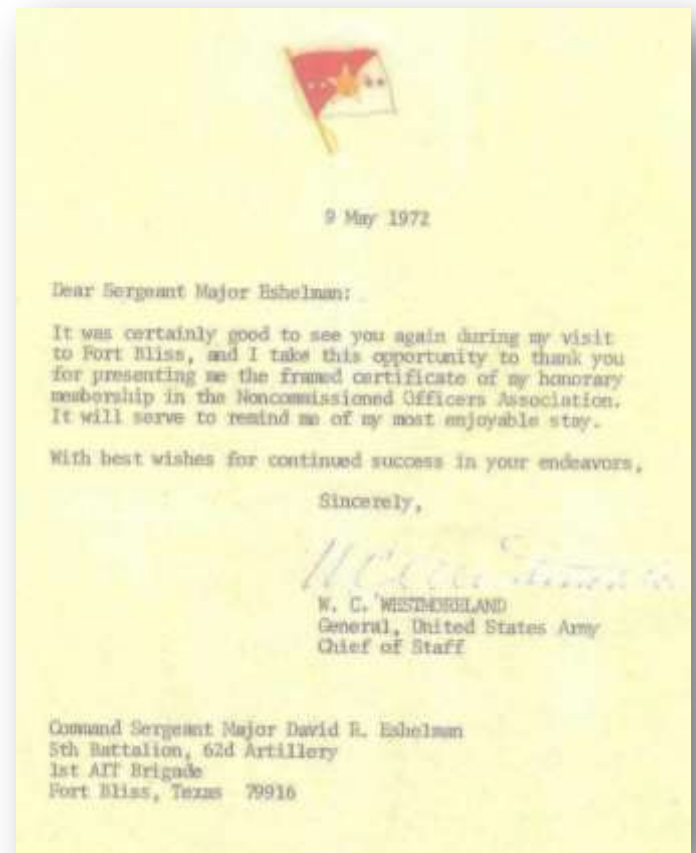 9 May 1972
Dear Sergeant Major Eshelman:
It was certainly good to see you again during my visit
to Fort Bliss, and I take this opportunity to thank you
for presenting me the framed certificate of my honorary
membership in the Noncommissioned Officers Association.
It will serve to remind me of my most enjoyable stay.
With best wishes for continued success in your endeavors,
Sincerely,
W. C. WESTMORELAND
General, United States Army
Chief of Staff
Command Sergeant Major David R. Eshelman
5th Battalion, 62d Artillery
1st AIT Brigade
Fort Bliss, Texas 79916